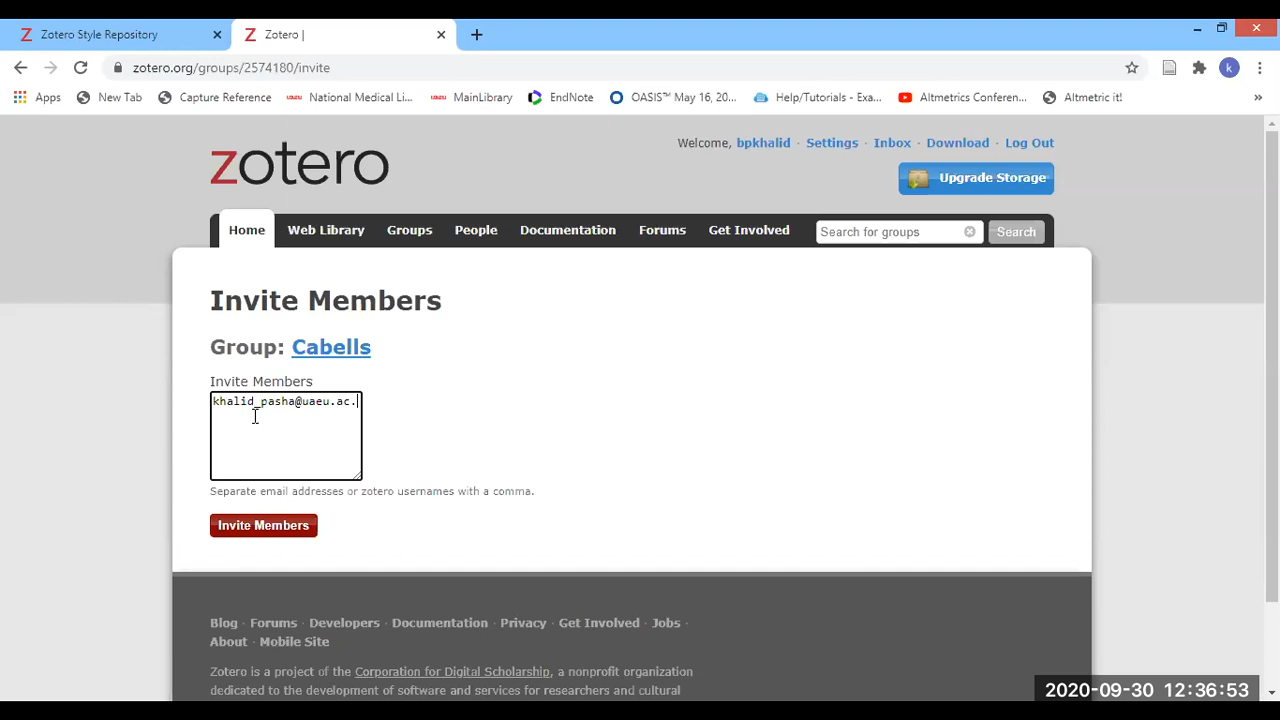 Zotero Style Repository
Zotero |
zotero.org/groups/2574180/invite
k
Apps New Tab Capture Reference National Medical Li... MainLibrary EndNote OASIS™ May 16, 20... Help/Tutorials - Exa... Altmetrics Conferen... Altmetric it! »
Welcome, bpkhalid · Settings · Inbox · Download · Log Out
zotero
Upgrade Storage
Home Web Library Groups People Documentation Forums Get Involved Search for groups Search
Invite Members
Group: Cabells
Invite Members
khalid_pasha@uaeu.ac.
Separate email addresses or zotero usernames with a comma.
Invite Members
Blog · Forums · Developers · Documentation · Privacy · Get Involved · Jobs ·
About · Mobile Site
Zotero is a project of the Corporation for Digital Scholarship, a nonprofit organization
dedicated to the development of software and services for researchers and cultural
2020-09-30 12:36:53